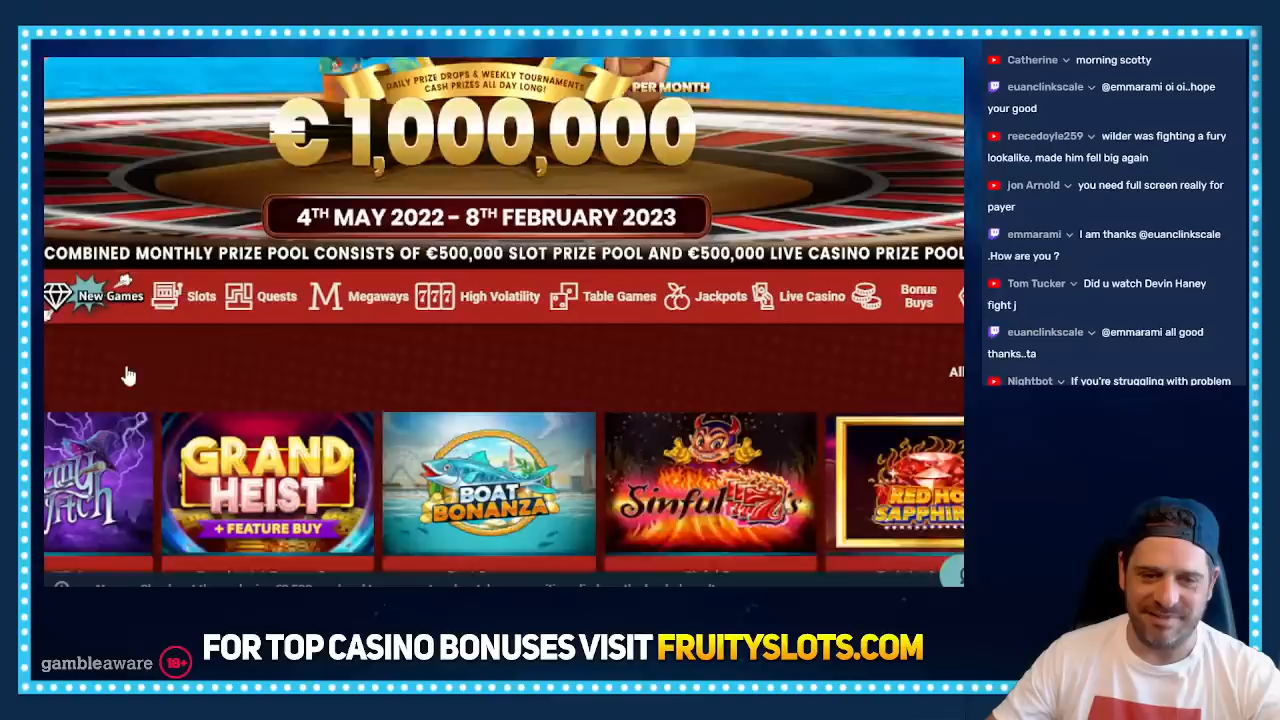 DAILY PRIZE DROPS & WEEKLY TOURNAMENTS
CASH PRIZES ALL DAY LONG!
PER MONTH
€1,000,000
4TH MAY 2022 - 8TH FEBRUARY 2023
COMBINED MONTHLY PRIZE POOL CONSISTS OF €500,000 SLOT PRIZE POOL AND €500,000 LIVE CASINO PRIZE POOL
New Games
Slots
Quests
Megaways
High Volatility
Table Games
Jackpots
Live Casino
Bonus
Buys
All
GRAND
HEIST
+ FEATURE BUY
BOAT
BONANZA
Sinful 7's
RED HO
SAPPHIR
FOR TOP CASINO BONUSES VISIT FRUITYSLOTS.COM
gambleaware 18+
Catherine morning scotty
euanclinkscale @emmarami oi oi..hope
your good
reecedoyle259 wilder was fighting a fury
lookalike, made him fell big again
jon Arnold you need full screen really for
payer
emmarami I am thanks @euanclinkscale
.How are you ?
Tom Tucker Did u watch Devin Haney
fight j
euanclinkscale @emmarami all good
thanks..ta
Nightbot If you're struggling with problem